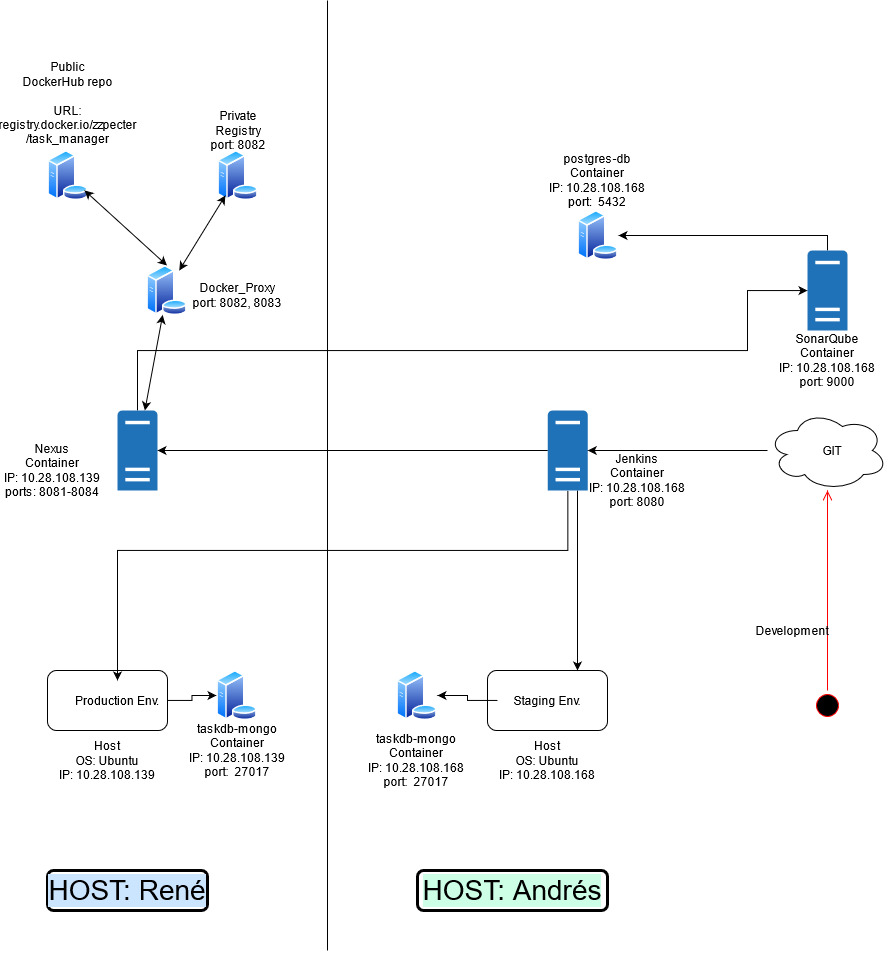 Public
DockerHub repo
URL:
registry.docker.io/zzpecter
/task_manager
Private
Registry
port: 8082
Docker_Proxy
port: 8082, 8083
postgres-db
Container
IP: 10.28.108.168
port:  5432
SonarQube
Container
IP: 10.28.108.168
port: 9000
Nexus
Container
IP: 10.28.108.139
ports: 8081-8084
Jenkins
Container
IP: 10.28.108.168
port: 8080
GIT
Development
Production Env.
Host
OS: Ubuntu
IP: 10.28.108.139
taskdb-mongo
Container
IP: 10.28.108.139
port:  27017
taskdb-mongo
Container
IP: 10.28.108.168
port:  27017
Staging Env.
Host
OS: Ubuntu
IP: 10.28.108.168
HOST: René
HOST: Andrés